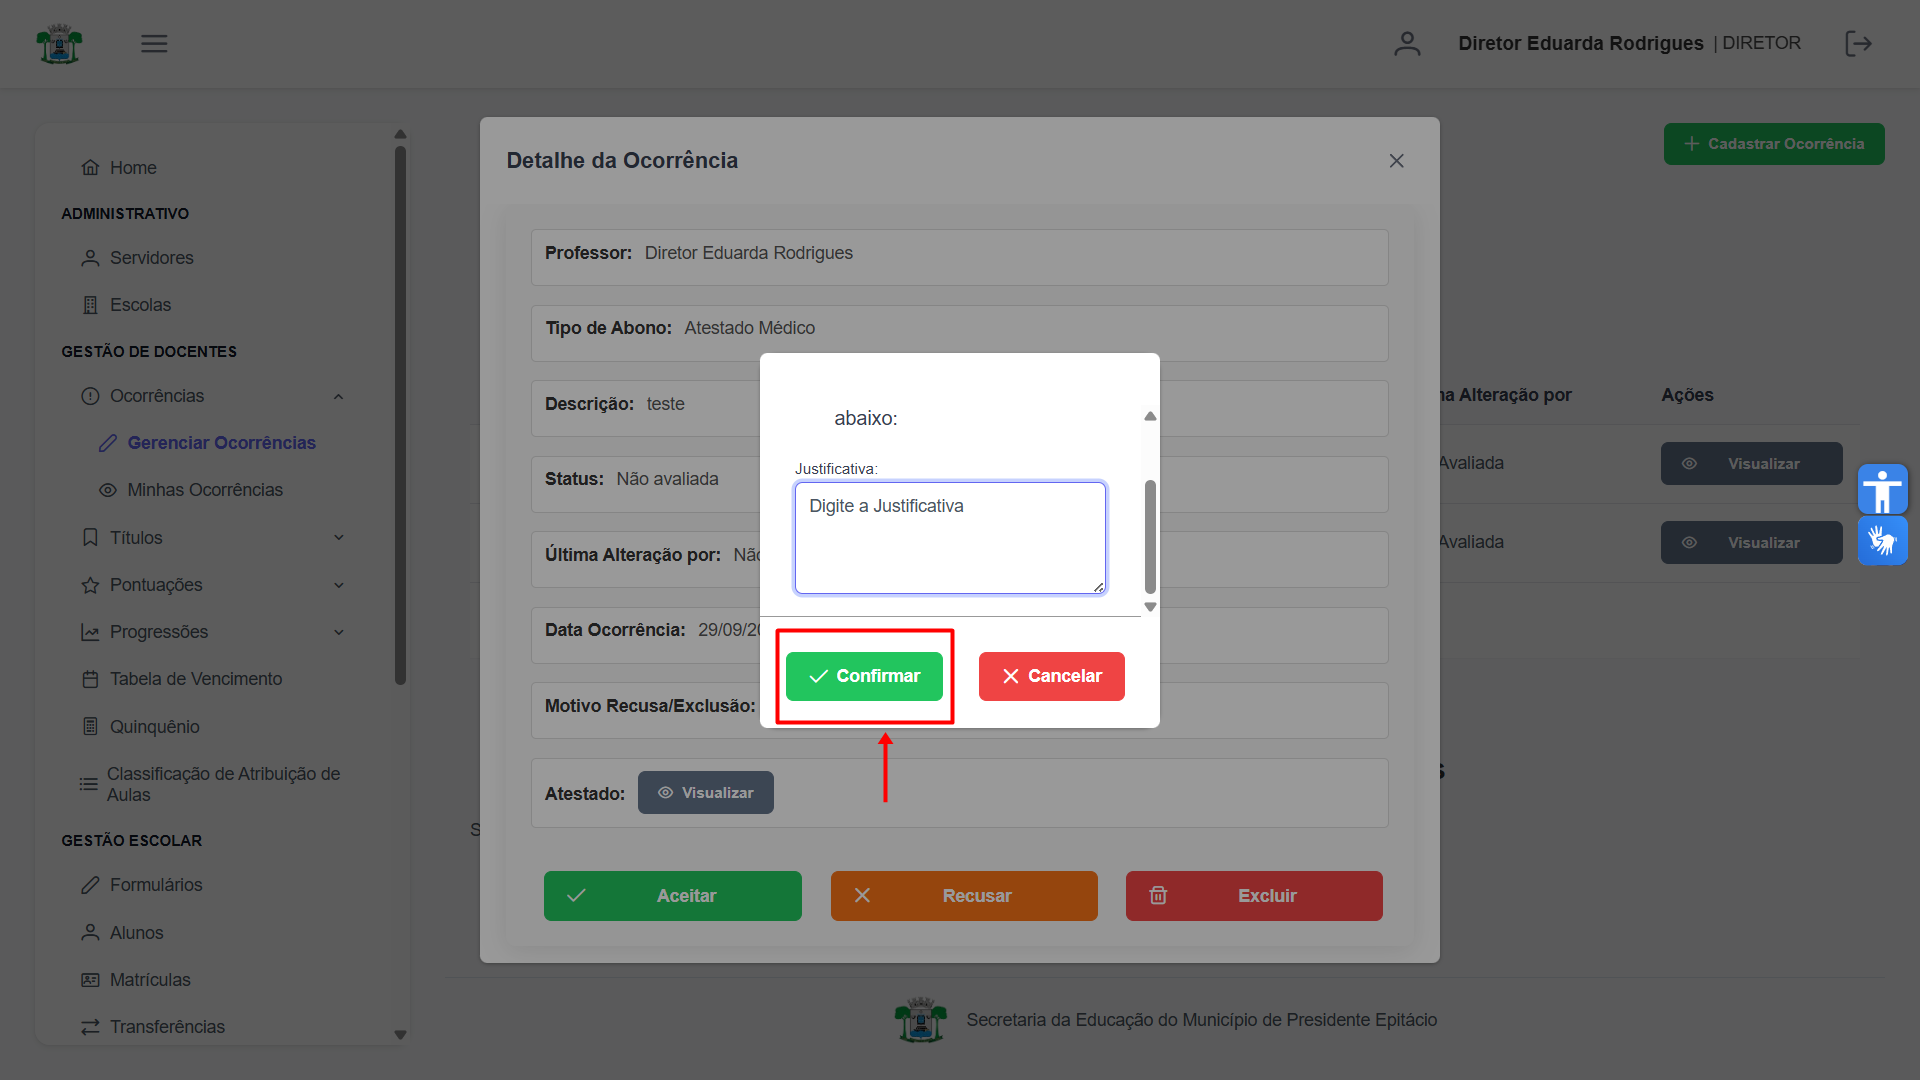 Diretor Eduarda Rodrigues | DIRETOR
Home
ADMINISTRATIVO
Servidores
Escolas
GESTÃO DE DOCENTES
Ocorrências
Gerenciar Ocorrências
Minhas Ocorrências
Títulos
Pontuações
Progressões
Tabela de Vencimento
Quinquênio
Classificação de Atribuição de
Aulas
GESTÃO ESCOLAR
Formulários
Alunos
Matrículas
Transferências
Cadastrar Ocorrência
Alteração por Ações
Avaliada Visualizar
Avaliada Visualizar
Detalhe da Ocorrência
Professor: Diretor Eduarda Rodrigues
Tipo de Abono: Atestado Médico
Descrição: teste
Status: Não avaliada
Última Alteração por:
Data Ocorrência: 29/09/20
Motivo Recusa/Exclusão:
Atestado: Visualizar
Aceitar Recusar Excluir
abaixo:
Justificativa:
Digite a Justificativa
Confirmar Cancelar
Secretaria da Educação do Município de Presidente Epitácio